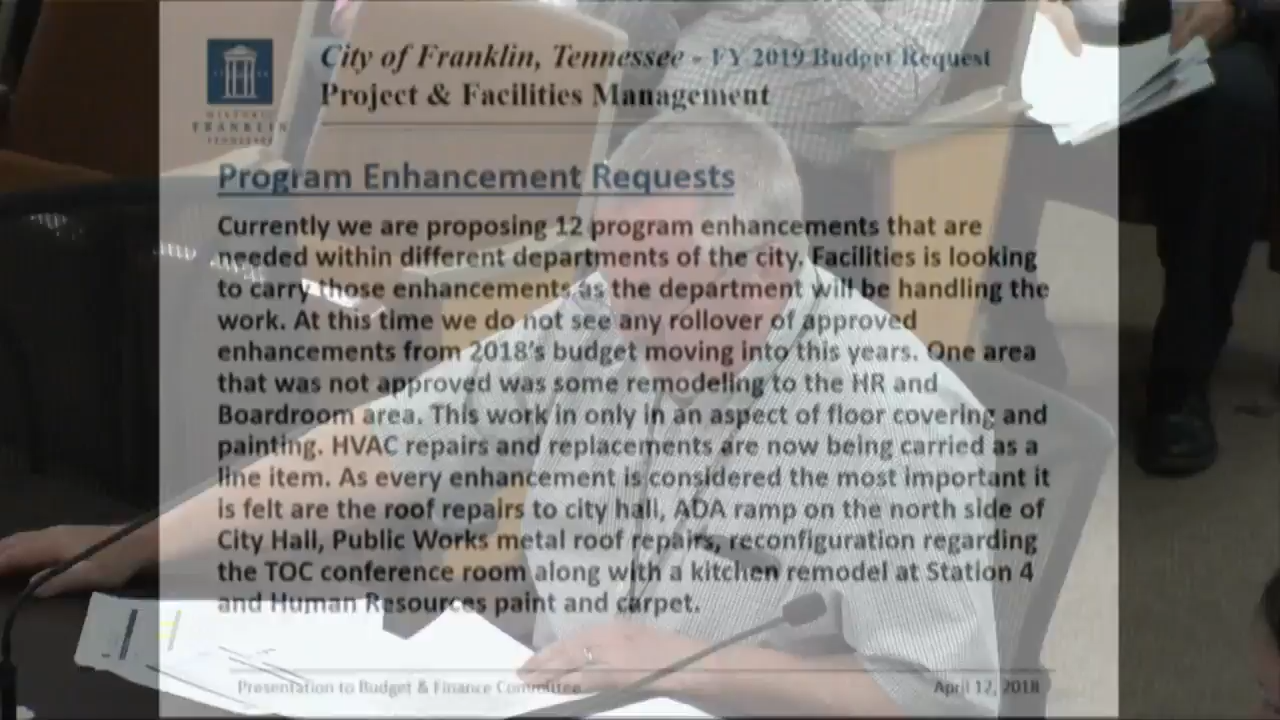 City of Franklin, Tennessee - FY 2019 Budget Request
Project & Facilities Management
HISTORIC
FRANKLIN
TENNESSEE
Program Enhancement Requests
Currently we are proposing 12 program enhancements that are
needed within different departments of the city. Facilities is looking
to carry those enhancements as the department will be handling the
work. At this time we do not see any rollover of approved
enhancements from 2018's budget moving into this years. One area
that was not approved was some remodeling to the HR and
Boardroom area. This work in only in an aspect of floor covering and
painting. HVAC repairs and replacements are now being carried as a
line item. As every enhancement is considered the most important it
is felt are the roof repairs to city hall, ADA ramp on the north side of
City Hall, Public Works metal roof repairs, reconfiguration regarding
the TOC conference room along with a kitchen remodel at Station 4
and Human Resources paint and carpet.
Presentation to Budget & Finance Committee
April 12, 2018